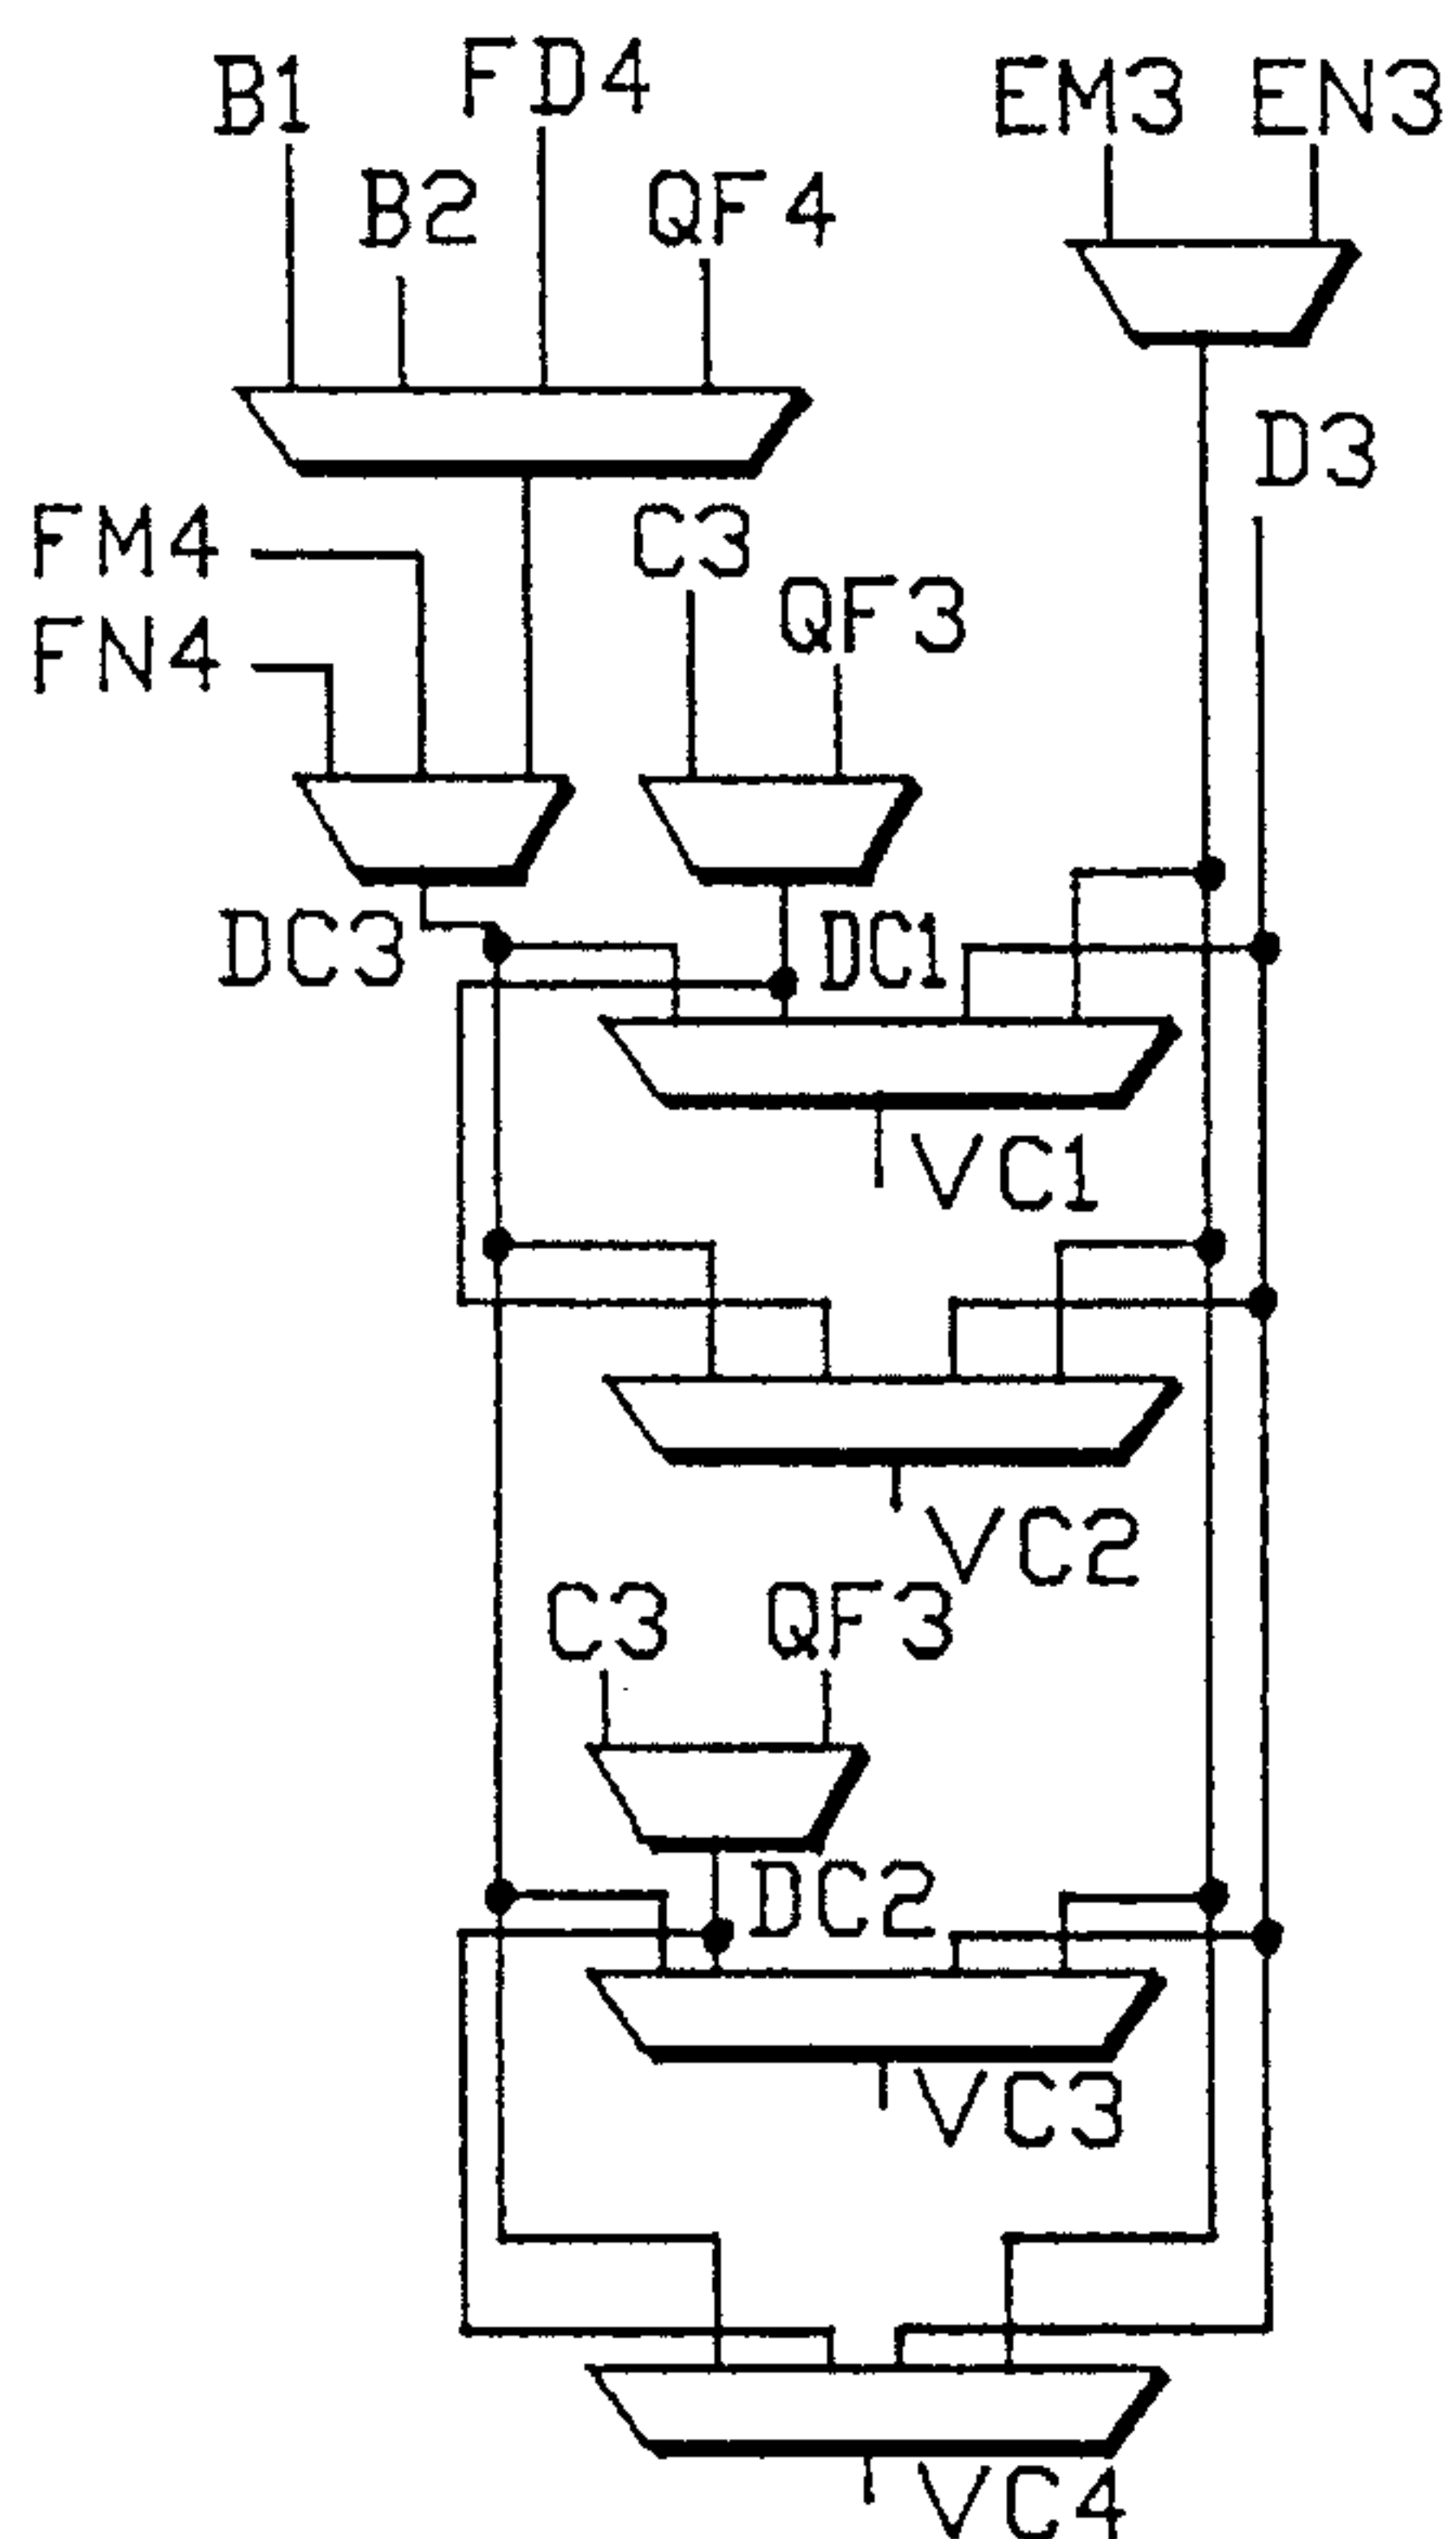 B1
FD4
EM3
EN3
B2
QF4
D3
FM4
C3
QF3
FN4
DC3
DC1
VC1
VC2
C3
QF3
DC2
VC3
VC4